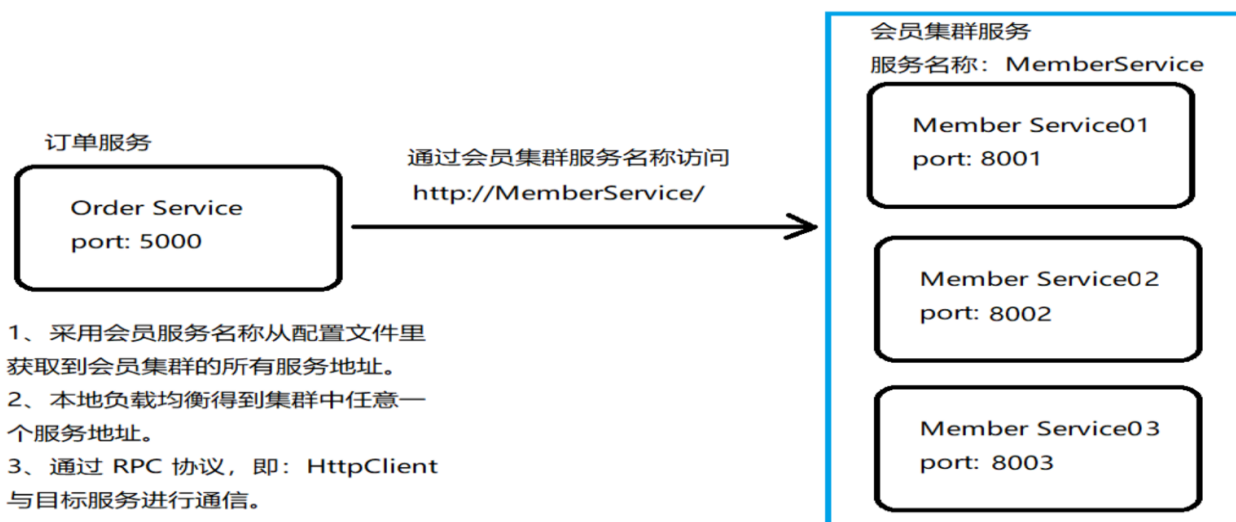 订单服务
Order Service
port: 5000
1、采用会员服务名称从配置文件里
获取到会员集群的所有服务地址。
2、本地负载均衡得到集群中任意一
个服务地址。
3、通过 RPC 协议，即：HttpClient
与目标服务进行通信。
通过会员集群服务名称访问
http://MemberService/
会员集群服务
服务名称：MemberService
Member Service01
port: 8001
Member Service02
port: 8002
Member Service03
port: 8003